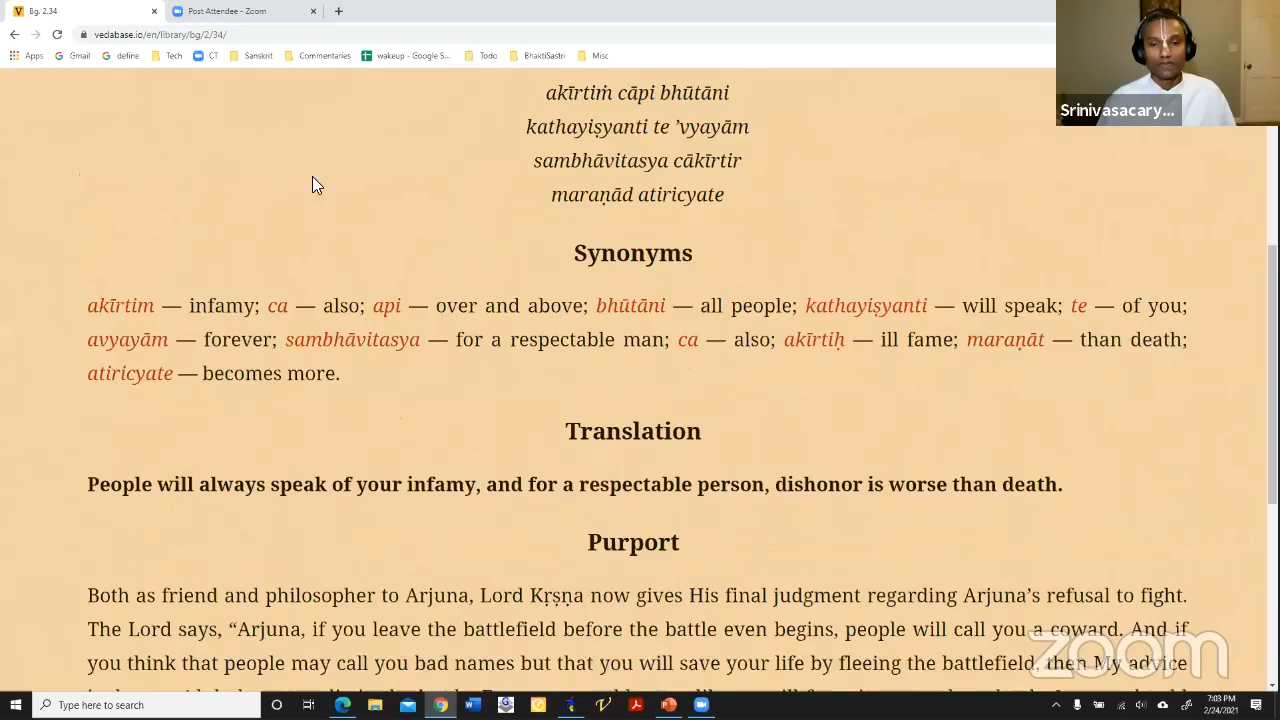 Bg. 2.34
Post Attendee - Zoom
vedabase.io/en/library/bg/2/34/
Apps Gmail define Tech CT Sanskrit Commentaries wakeup - Google S... Todo BhaktiSastri Misc
Srinivasacary...
akīrtiṁ cāpi bhūtāni
kathayiṣyanti te ’vyayām
sambhāvitasya cākīrtir
maraṇād atiricyate
Synonyms
akīrtim — infamy; ca — also; api — over and above; bhūtāni — all people; kathayiṣyanti — will speak; te — of you;
avyayām — forever; sambhāvitasya — for a respectable man; ca — also; akīrtiḥ — ill fame; maraṇāt — than death;
atiricyate — becomes more.
Translation
People will always speak of your infamy, and for a respectable person, dishonor is worse than death.
Purport
Both as friend and philosopher to Arjuna, Lord Kṛṣṇa now gives His final judgment regarding Arjuna’s refusal to fight.
The Lord says, “Arjuna, if you leave the battlefield before the battle even begins, people will call you a coward. And if
you think that people may call you bad names but that you will save your life by fleeing the battlefield, then My advice
zoom
Type here to search
7:03 PM
2/24/2021